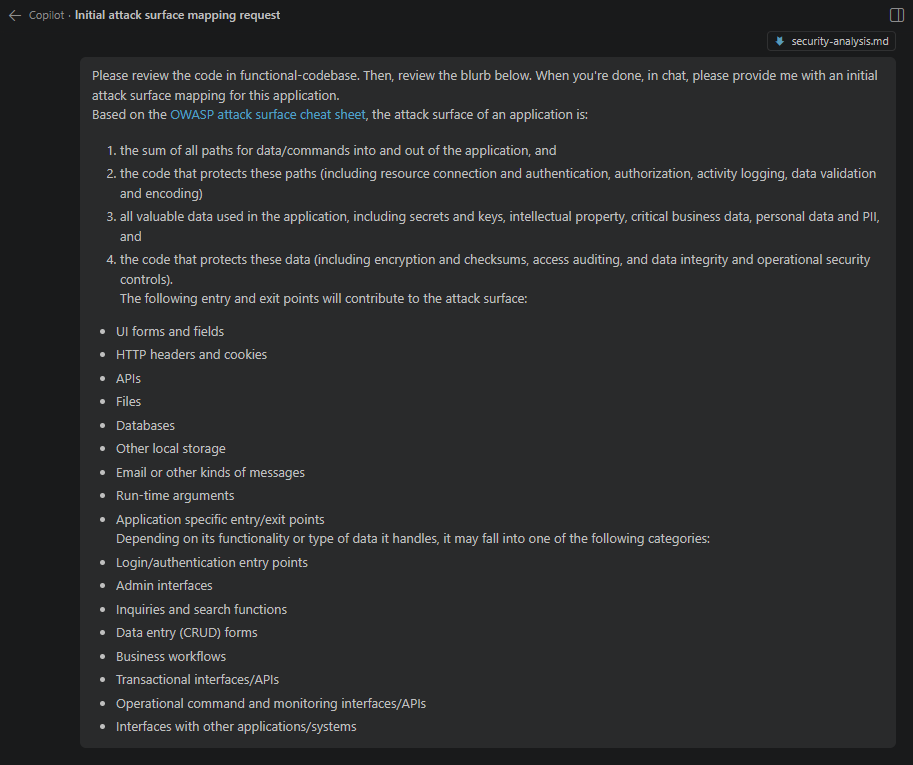 Copilot · Initial attack surface mapping request
security-analysis.md
Please review the code in functional-codebase. Then, review the blurb below. When you're done, in chat, please provide me with an initial
attack surface mapping for this application.
Based on the OWASP attack surface cheat sheet, the attack surface of an application is:
1. the sum of all paths for data/commands into and out of the application, and
2. the code that protects these paths (including resource connection and authentication, authorization, activity logging, data validation
and encoding)
3. all valuable data used in the application, including secrets and keys, intellectual property, critical business data, personal data and PII,
and
4. the code that protects these data (including encryption and checksums, access auditing, and data integrity and operational security
controls).
The following entry and exit points will contribute to the attack surface:
• UI forms and fields
• HTTP headers and cookies
• APIs
• Files
• Databases
• Other local storage
• Email or other kinds of messages
• Run-time arguments
• Application specific entry/exit points
Depending on its functionality or type of data it handles, it may fall into one of the following categories:
• Login/authentication entry points
• Admin interfaces
• Inquiries and search functions
• Data entry (CRUD) forms
• Business workflows
• Transactional interfaces/APIs
• Operational command and monitoring interfaces/APIs
• Interfaces with other applications/systems